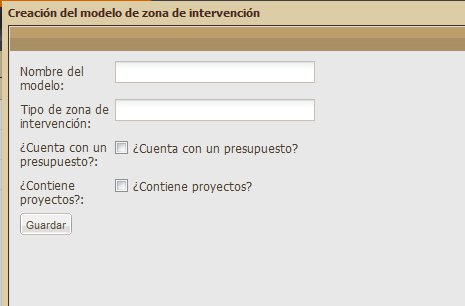 Creación del modelo de zona de intervención
Nombre del
modelo:
Tipo de zona de
intervención:
¿Cuenta con un
presupuesto?:
¿Cuenta con un presupuesto?
¿Contiene
proyectos?:
¿Contiene proyectos?
Guardar